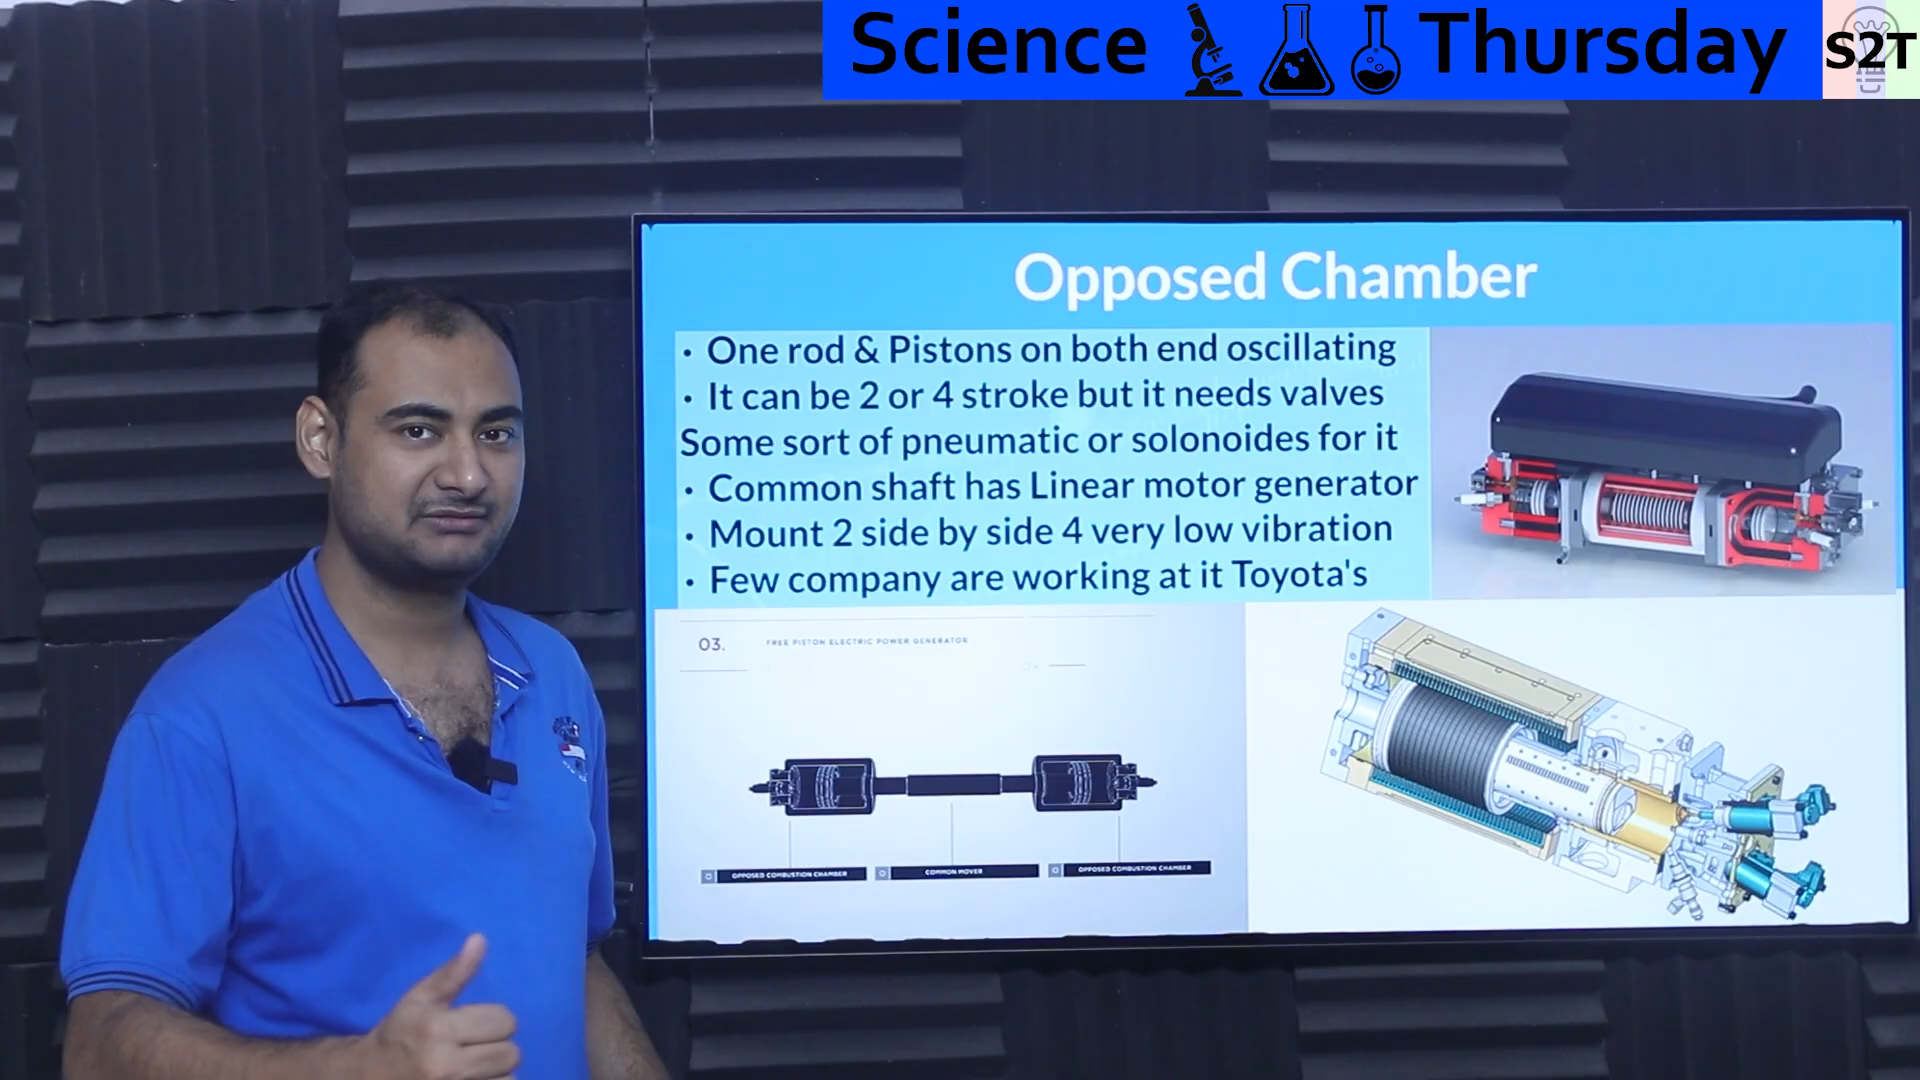 Science Thursday
S2T
Opposed Chamber
· One rod & Pistons on both end oscillating
· It can be 2 or 4 stroke but it needs valves
Some sort of pneumatic or solonoides for it
· Common shaft has Linear motor generator
· Mount 2 side by side 4 very low vibration
· Few company are working at it Toyota's
03. FREE PISTON ELECTRIC POWER GENERATOR
OPPOSED COMBUSTION CHAMBER
COMMON MOVER
OPPOSED COMBUSTION CHAMBER